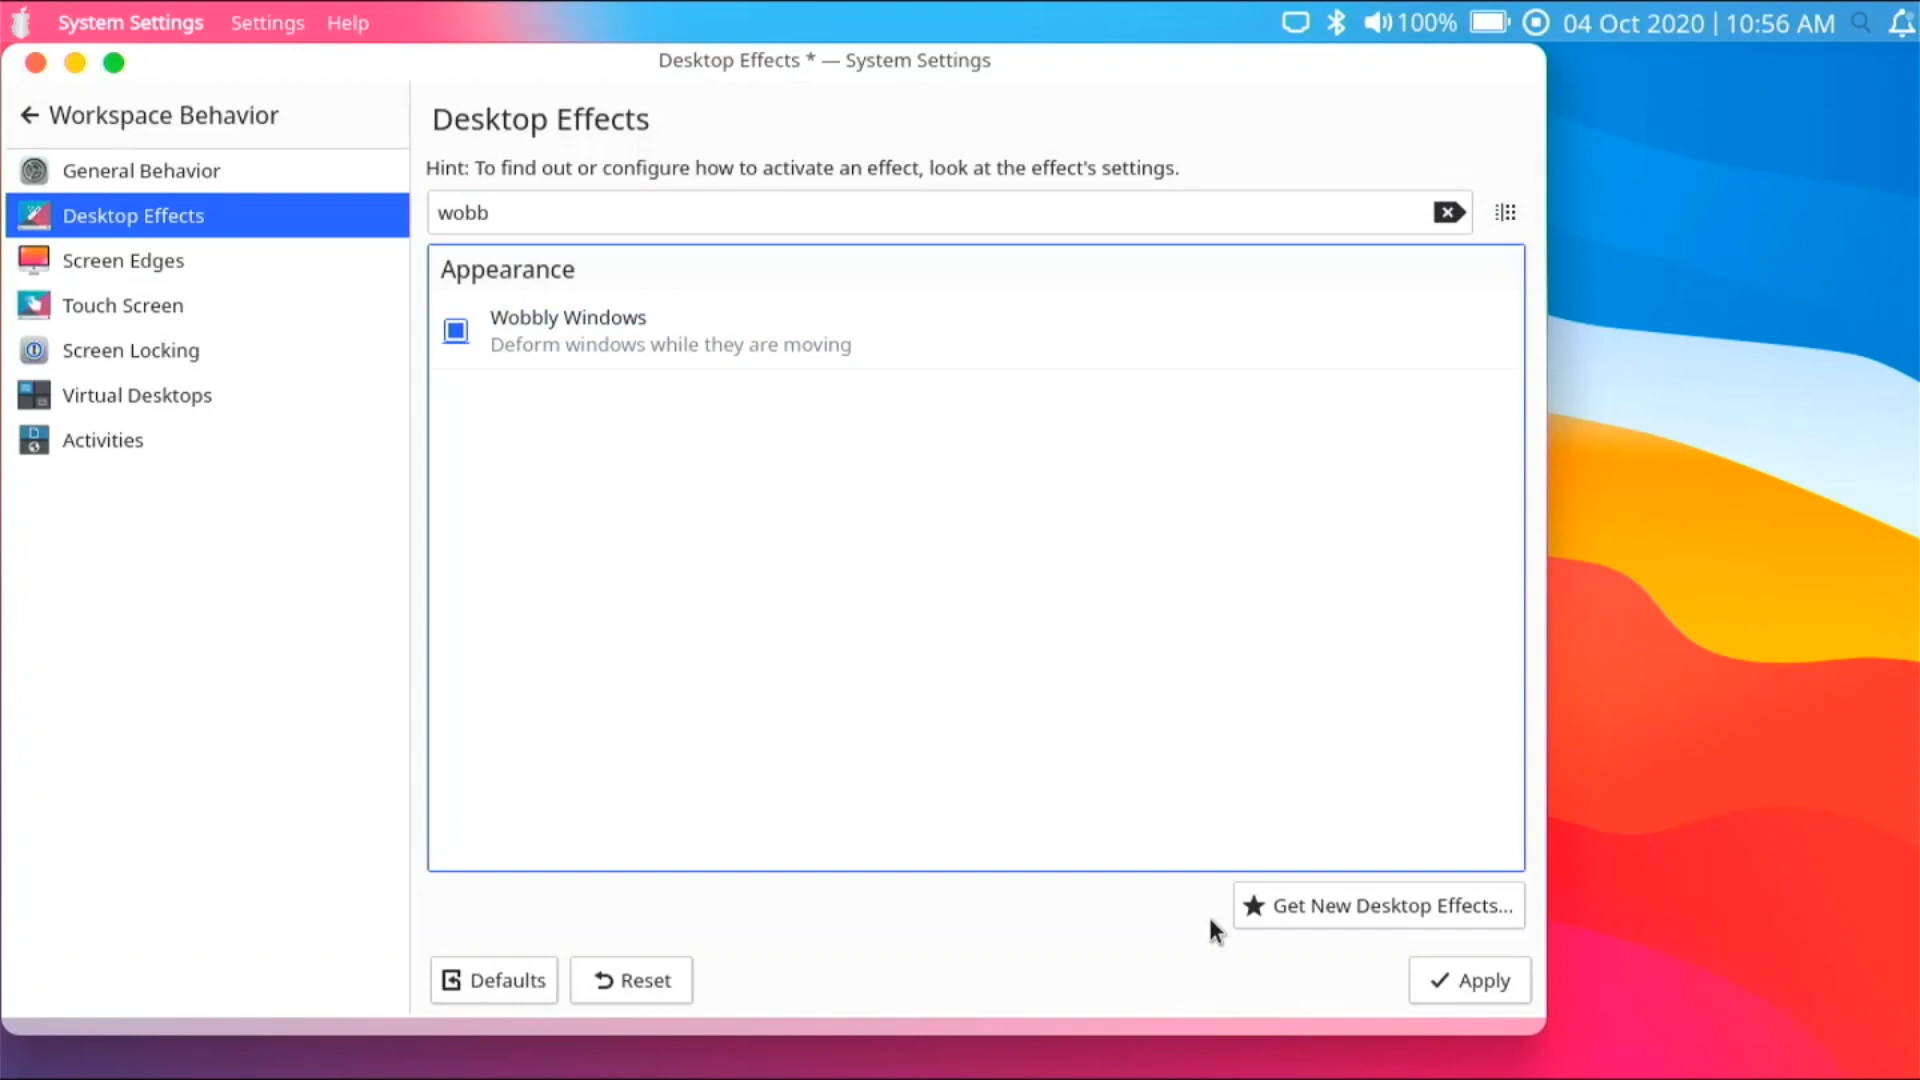 System Settings Settings Help 100% 04 Oct 2020 | 10:56 AM
Desktop Effects * — System Settings
Workspace Behavior
General Behavior
Desktop Effects
Screen Edges
Touch Screen
Screen Locking
Virtual Desktops
Activities
Desktop Effects
Hint: To find out or configure how to activate an effect, look at the effect's settings.
wobb
Appearance
Wobbly Windows
Deform windows while they are moving
Get New Desktop Effects...
Defaults Reset Apply